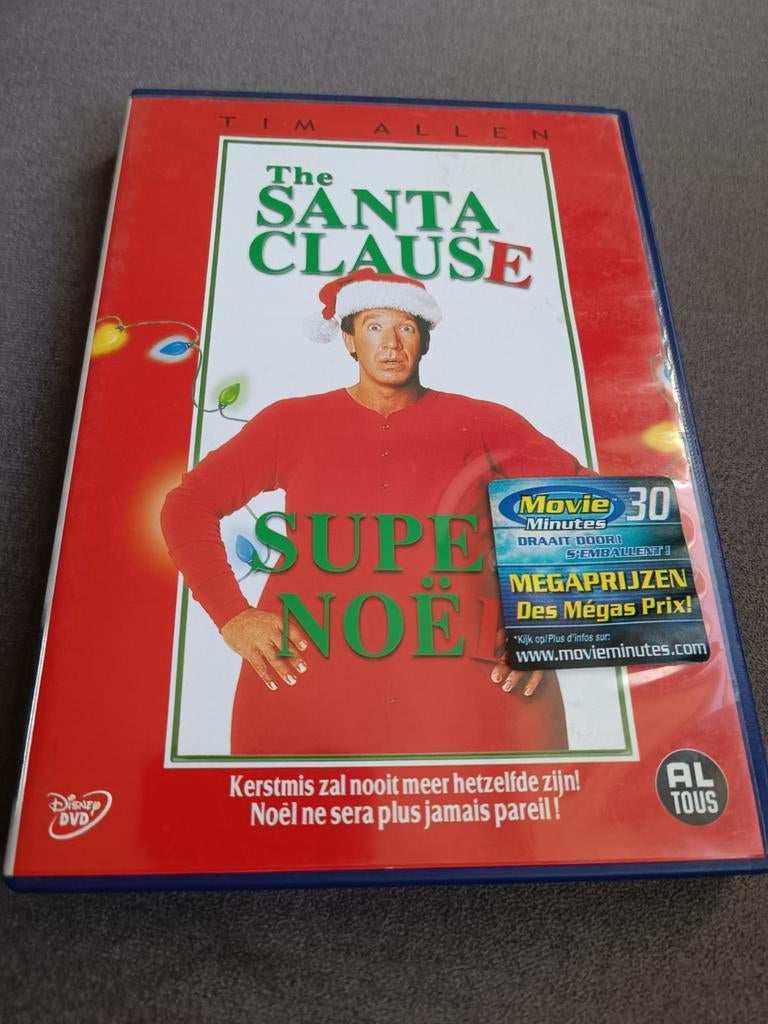 TIM ALLEN
The
SANTA
CLAUSE
SUPE
NOË
Movie
Minutes
30
DRAAIT DOOR!
S'EMBALLENT!
MEGAPRIJZEN
Des Mégas Prix!
*Kijk op/Plus d'infos sur:
www.movieminutes.com
Kerstmis zal nooit meer hetzelfde zijn!
Noël ne sera plus jamais pareil !
Disney
DVD
AL
TOUS